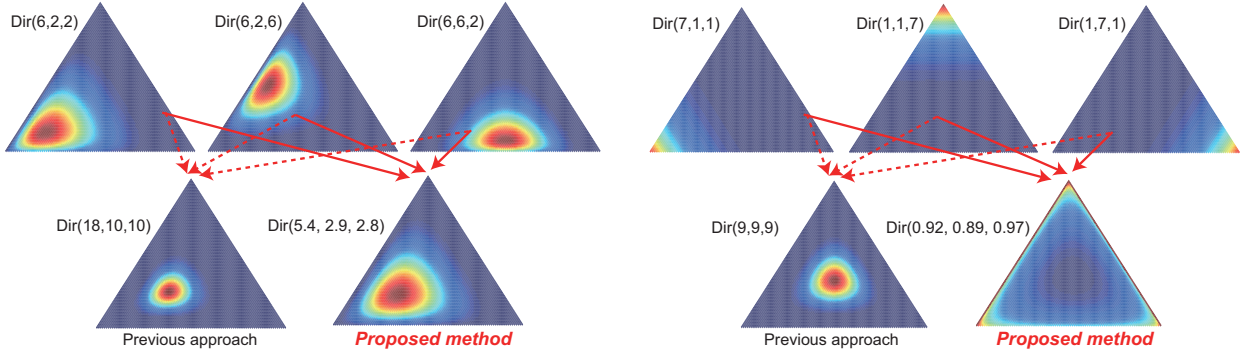 Dir(6,2,2)
Dir(6,2,6)
Dir(6,6,2)
Dir(7,1,1)
Dir(1,1,7)
Dir(1,7,1)
Dir(18,10,10)
Dir(5.4, 2.9, 2.8)
Dir(9,9,9)
Dir(0.92, 0.89, 0.97)
Previous approach
Proposed method
Previous approach
Proposed method